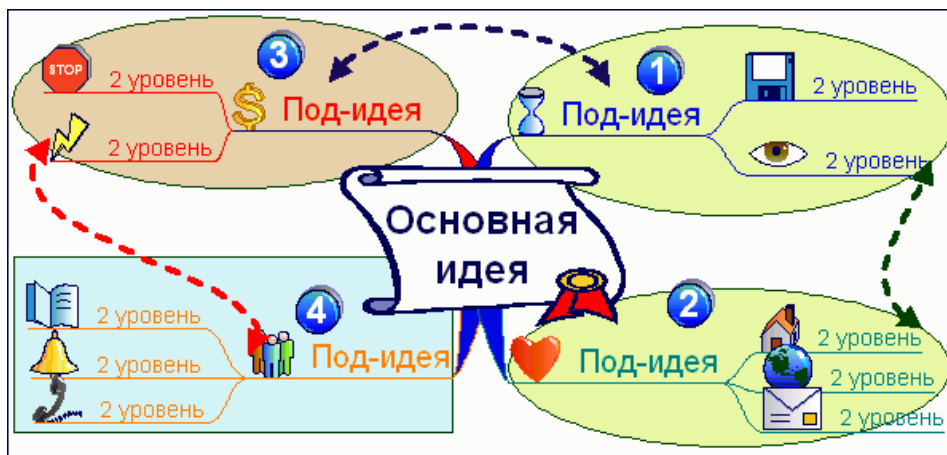 Основная
идея
1
Под-идея
2 уровень
2 уровень
2
Под-идея
2 уровень
2 уровень
2 уровень
3
Под-идея
STOP
2 уровень
2 уровень
4
Под-идея
2 уровень
2 уровень
2 уровень